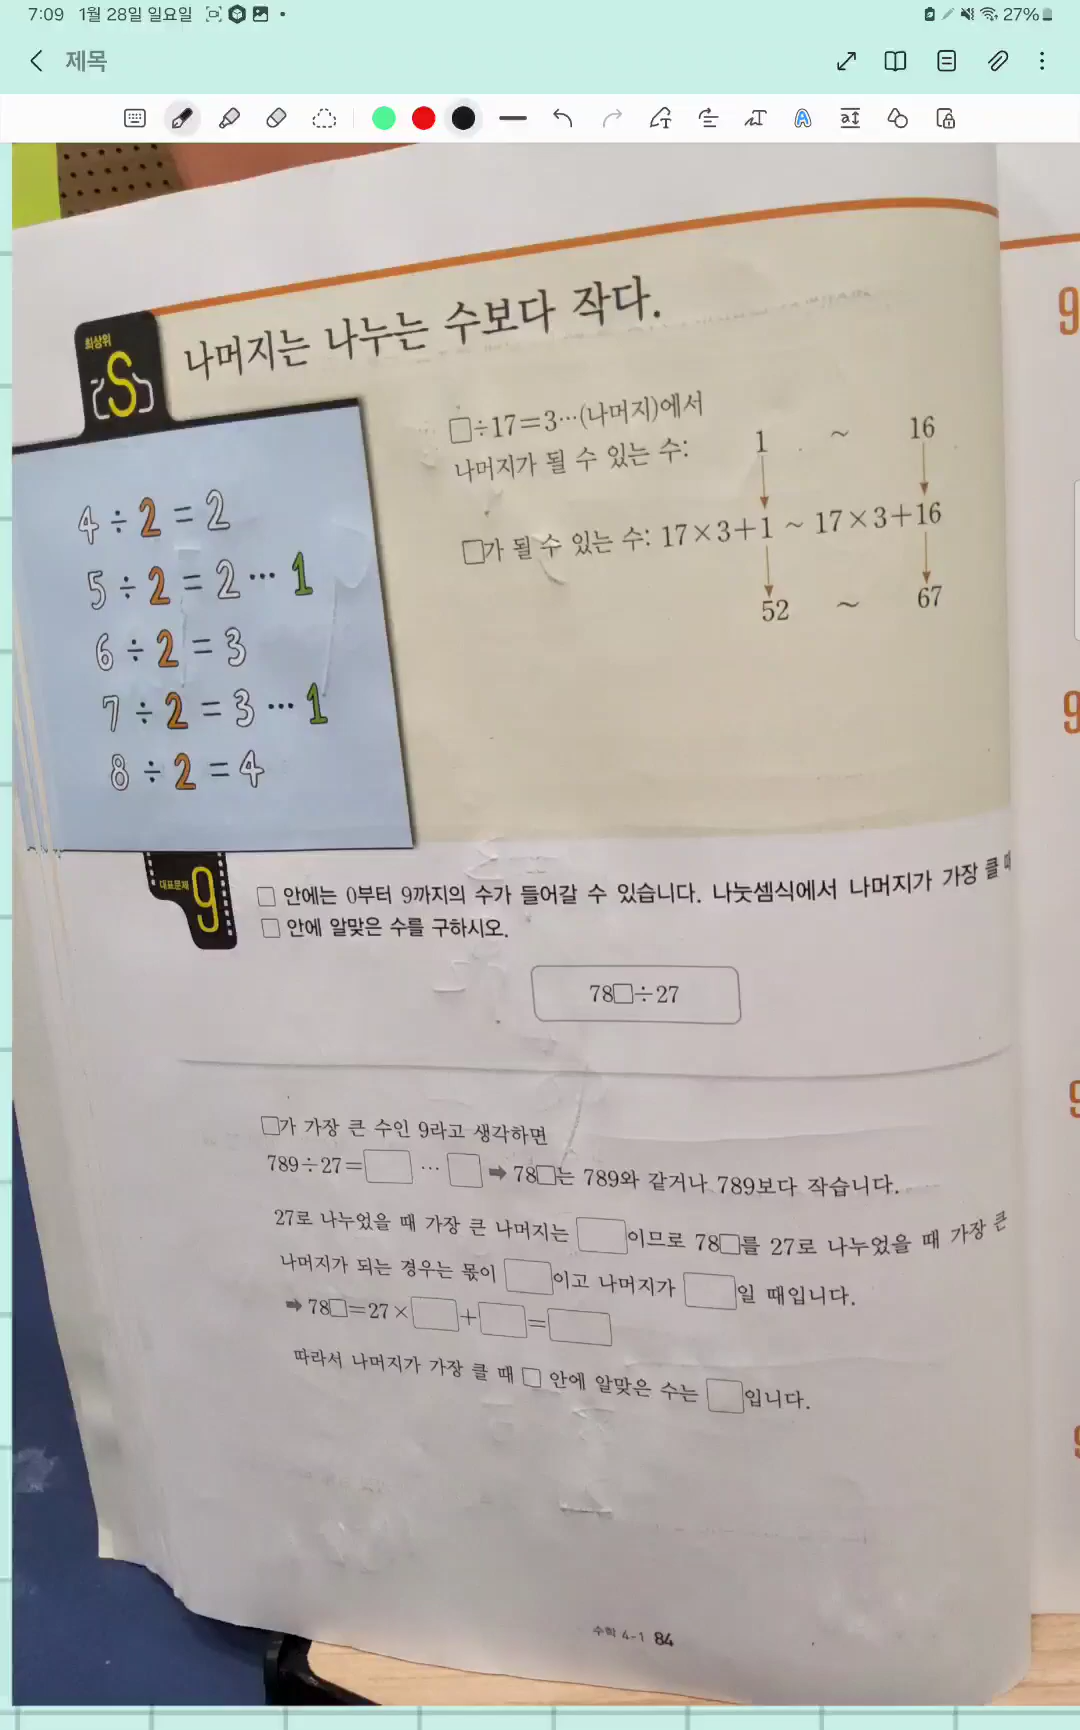 7:09 1월 28일 일요일
27%
제목
최상위
S
나머지는 나누는 수보다 작다.
□÷17=3…(나머지)에서
나머지가 될 수 있는 수: 1 ~ 16
□가 될 수 있는 수: 17×3+1 ~ 17×3+16
52 ~ 67
4 ÷ 2 = 2
5 ÷ 2 = 2 … 1
6 ÷ 2 = 3
7 ÷ 2 = 3 … 1
8 ÷ 2 = 4
대표문제 9
□ 안에는 0부터 9까지의 수가 들어갈 수 있습니다. 나눗셈식에서 나머지가 가장 클
□ 안에 알맞은 수를 구하시오.
78□÷27
□가 가장 큰 수인 9라고 생각하면
789÷27=□ … □ ➡ 78□는 789와 같거나 789보다 작습니다.
27로 나누었을 때 가장 큰 나머지는 □이므로 78□를 27로 나누었을 때 가장 큰
나머지가 되는 경우는 몫이 □이고 나머지가 □일 때입니다.
➡ 78□=27×□+□=□
따라서 나머지가 가장 클 때 □ 안에 알맞은 수는 □입니다.
수학 4-1 84
9
9